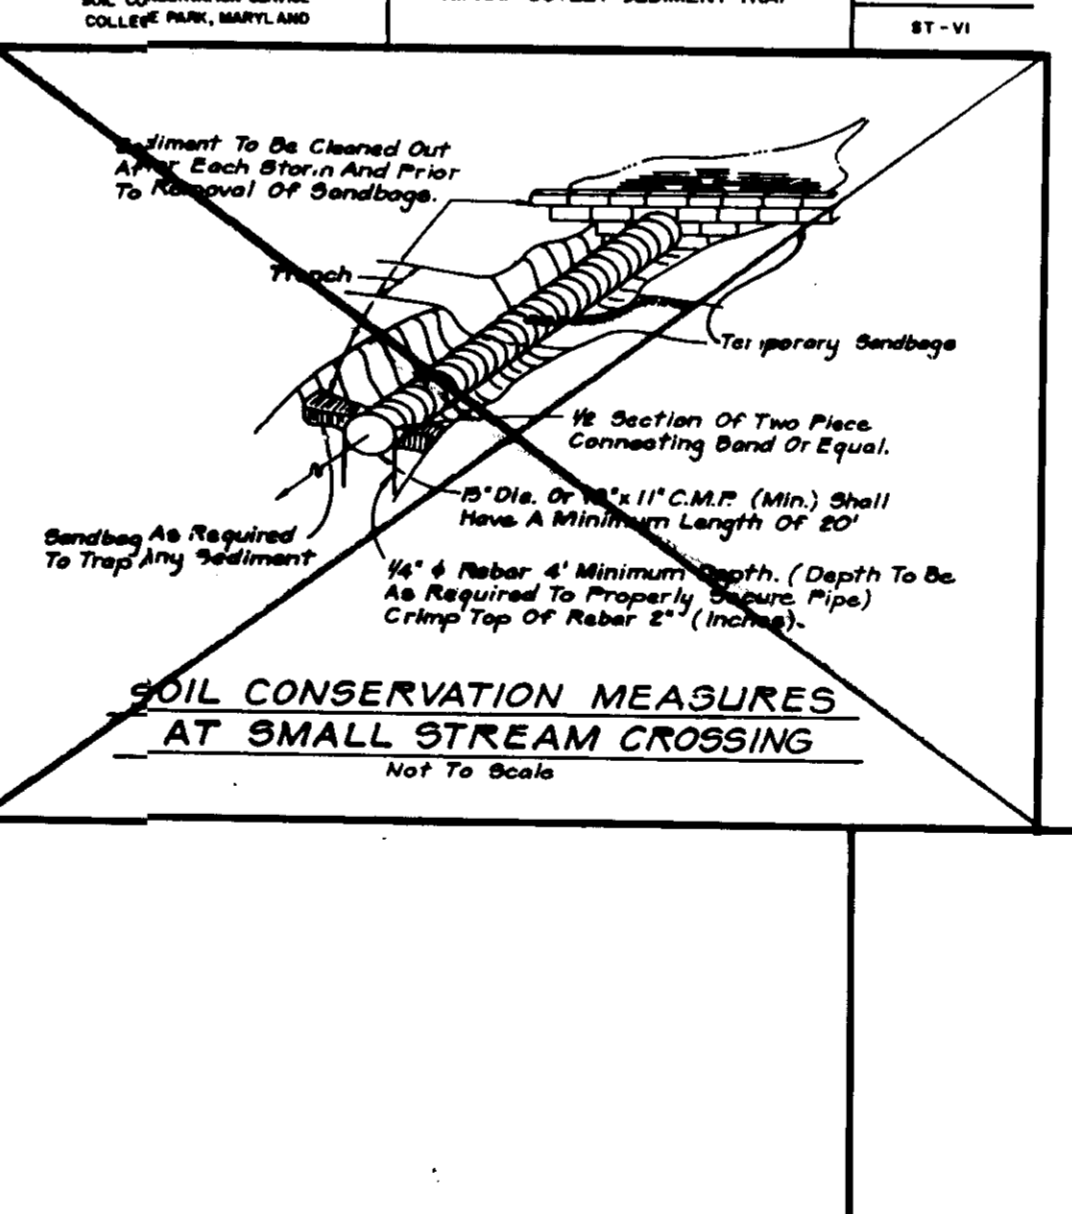 COLLEGE PARK, MARYLAND
OUTLET SEDIMENT TRAP
ST-VI
Sediment To Be Cleaned Out
After Each Storm And Prior
To Removal Of Sandbags.
Trench
Temporary Sandbags
1/2 Section Of Two Piece
Connecting Band Or Equal.
15" Dia. Or "x 11" C.M.P. (Min.) Shall
Have A Minimum Length Of 20'
Sandbag As Required
To Trap Any Sediment
1/4" ɸ Rebar 4' Minimum Depth. (Depth To Be
As Required To Properly Secure Pipe)
Crimp Top Of Rebar 2" (Inches).
SOIL CONSERVATION MEASURES
AT SMALL STREAM CROSSING
Not To Scale